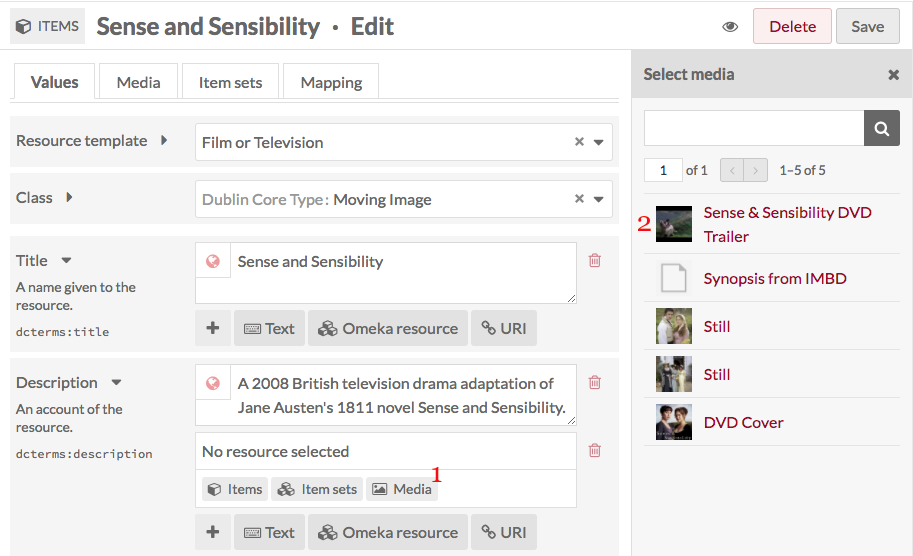 ITEMS Sense and Sensibility · Edit
Delete Save
Values Media Item sets Mapping
Resource template
Film or Television
Class
Dublin Core Type: Moving Image
Title
A name given to the
resource.
dcterms:title
Sense and Sensibility
Text Omeka resource URI
Description
An account of the
resource.
dcterms:description
A 2008 British television drama adaptation of
Jane Austen's 1811 novel Sense and Sensibility.
No resource selected
Items Item sets Media 1
Text Omeka resource URI
Select media
1 of 1 1–5 of 5
2 Sense & Sensibility DVD
Trailer
Synopsis from IMBD
Still
Still
DVD Cover